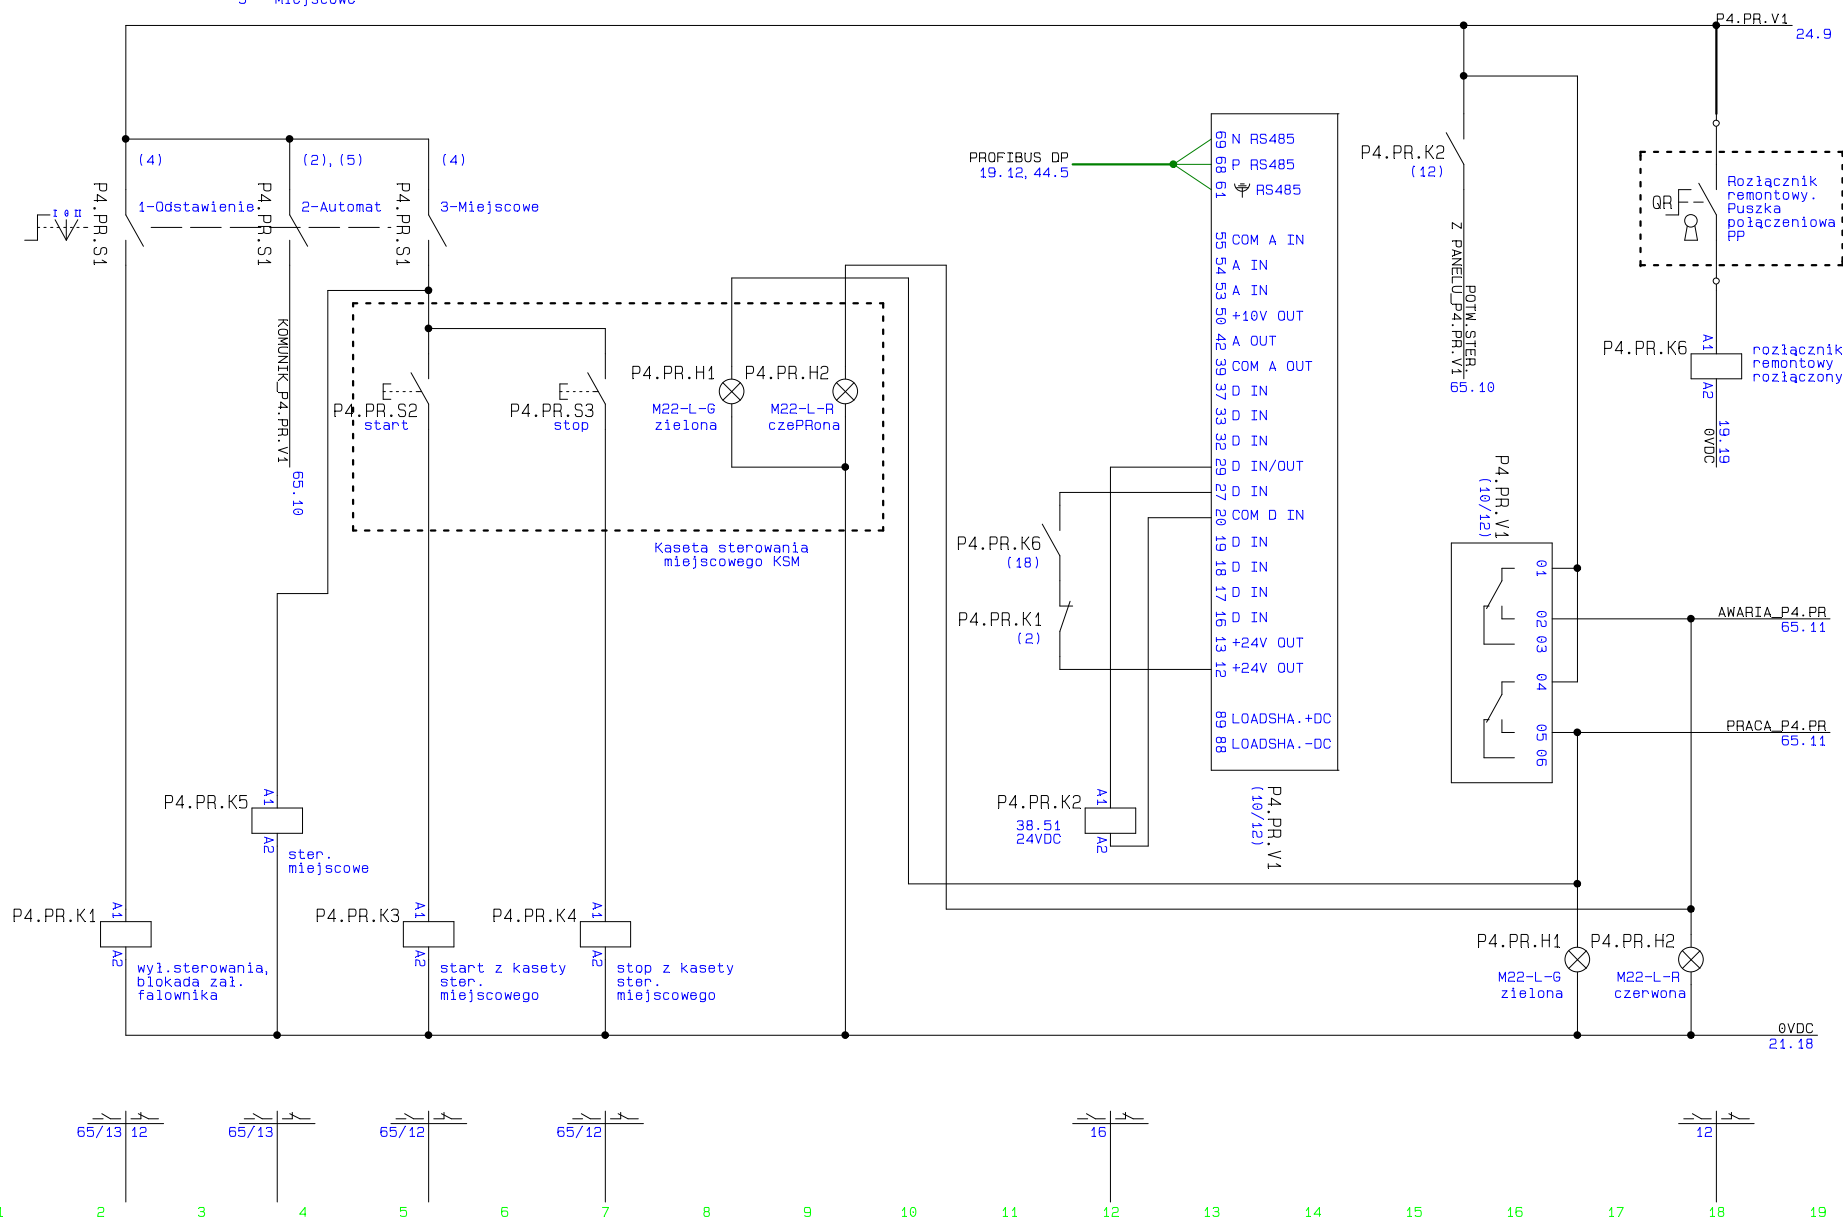 3 - Miejscowe
P4.PR.V1
24.9
(4)
(2),(5)
(4)
P4.PR.S1
1-Odstawienie
P4.PR.S1
2-Automat
P4.PR.S1
3-Miejscowe
I 0 II
KOMUNIK_P4.PR.V1
65.10
P4.PR.S2
start
P4.PR.S3
stop
P4.PR.H1
M22-L-G
zielona
P4.PR.H2
M22-L-R
czePRona
Kaseta sterowania
miejscowego KSM
PROFIBUS DP
19.12,44.5
69 N RS485
68 P RS485
61 RS485
55 COM A IN
54 A IN
53 A IN
50 +10V OUT
42 A OUT
39 COM A OUT
37 D IN
33 D IN
32 D IN
29 D IN/OUT
27 D IN
20 COM D IN
19 D IN
18 D IN
17 D IN
16 D IN
13 +24V OUT
12 +24V OUT
89 LOADSHA.+DC
88 LOADSHA.-DC
P4.PR.V1
(10/12)
P4.PR.K6
(18)
P4.PR.K1
(2)
P4.PR.K2
38.51
24VDC
A1
A2
P4.PR.K2
(12)
POTW.STER.
Z PANELU_P4.PR.V1
65.10
QR
Rozłącznik
remontowy.
Puszka
połączeniowa
PP
P4.PR.K6
A1
A2
rozłącznik
remontowy
rozłączony
19.19
0VDC
P4.PR.V1
(10/12)
01
02
03
04
05
06
AWARIA_P4.PR
65.11
PRACA_P4.PR
65.11
P4.PR.K5
A1
A2
ster.
miejscowe
P4.PR.K1
A1
A2
wył.sterowania,
blokada zał.
falownika
P4.PR.K3
A1
A2
start z kasety
ster.
miejscowego
P4.PR.K4
A1
A2
stop z kasety
ster.
miejscowego
P4.PR.H1
M22-L-G
zielona
P4.PR.H2
M22-L-R
czerwona
0VDC
21.18
65/13 12
65/13
65/12
65/12
16
12
1 2 3 4 5 6 7 8 9 10 11 12 13 14 15 16 17 18 19